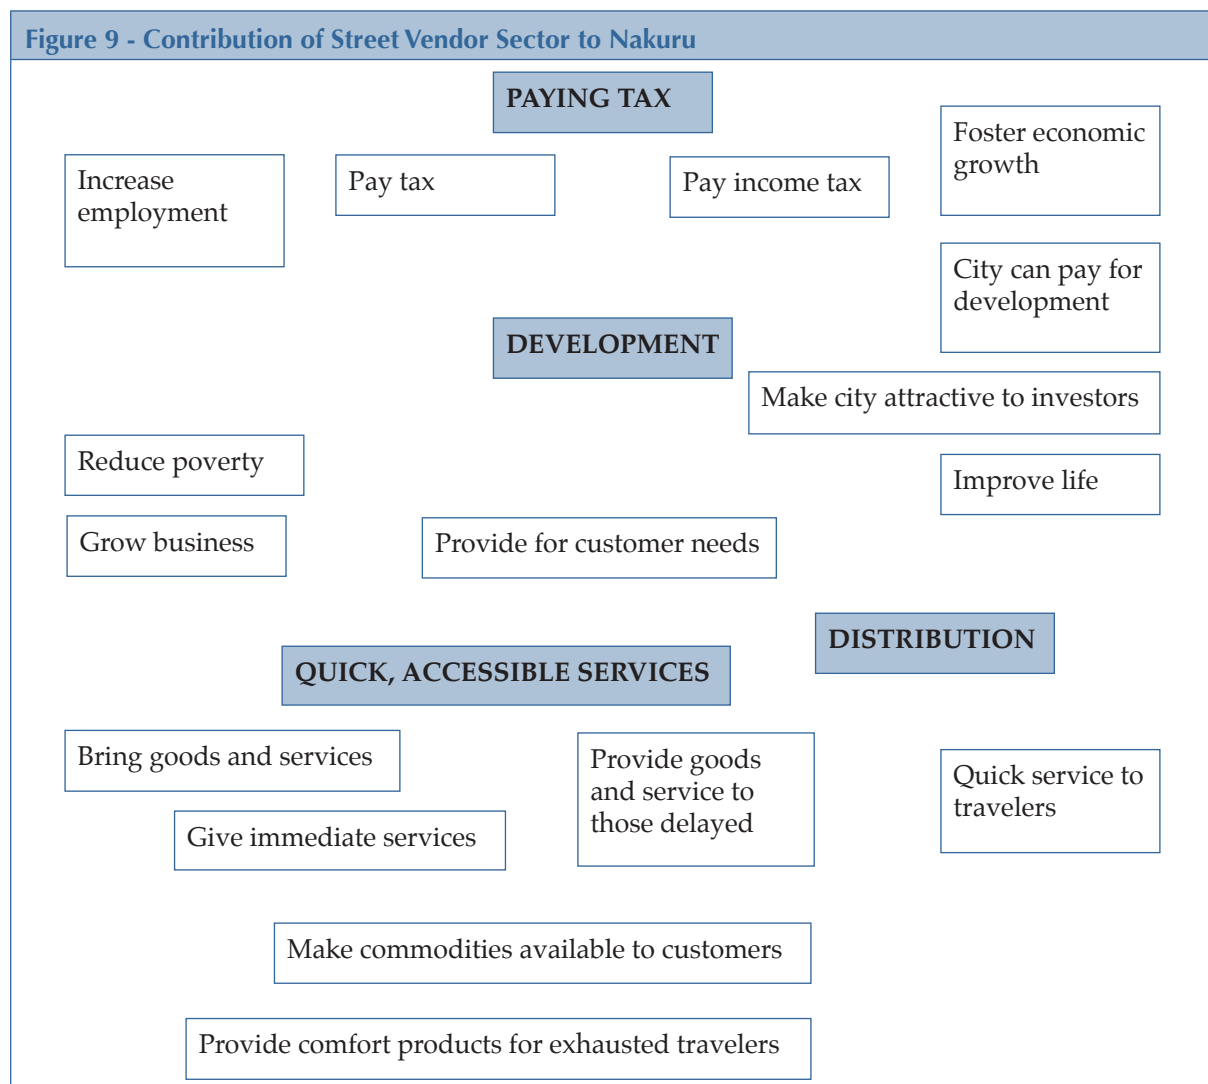 Figure 9 - Contribution of Street Vendor Sector to Nakuru
PAYING TAX
Foster economic
growth
Increase
employment
Pay tax
Pay income tax
City can pay for
development
DEVELOPMENT
Make city attractive to investors
Reduce poverty
Improve life
Grow business
Provide for customer needs
DISTRIBUTION
QUICK, ACCESSIBLE SERVICES
Bring goods and services
Provide goods
and service to
those delayed
Quick service to
travelers
Give immediate services
Make commodities available to customers
Provide comfort products for exhausted travelers